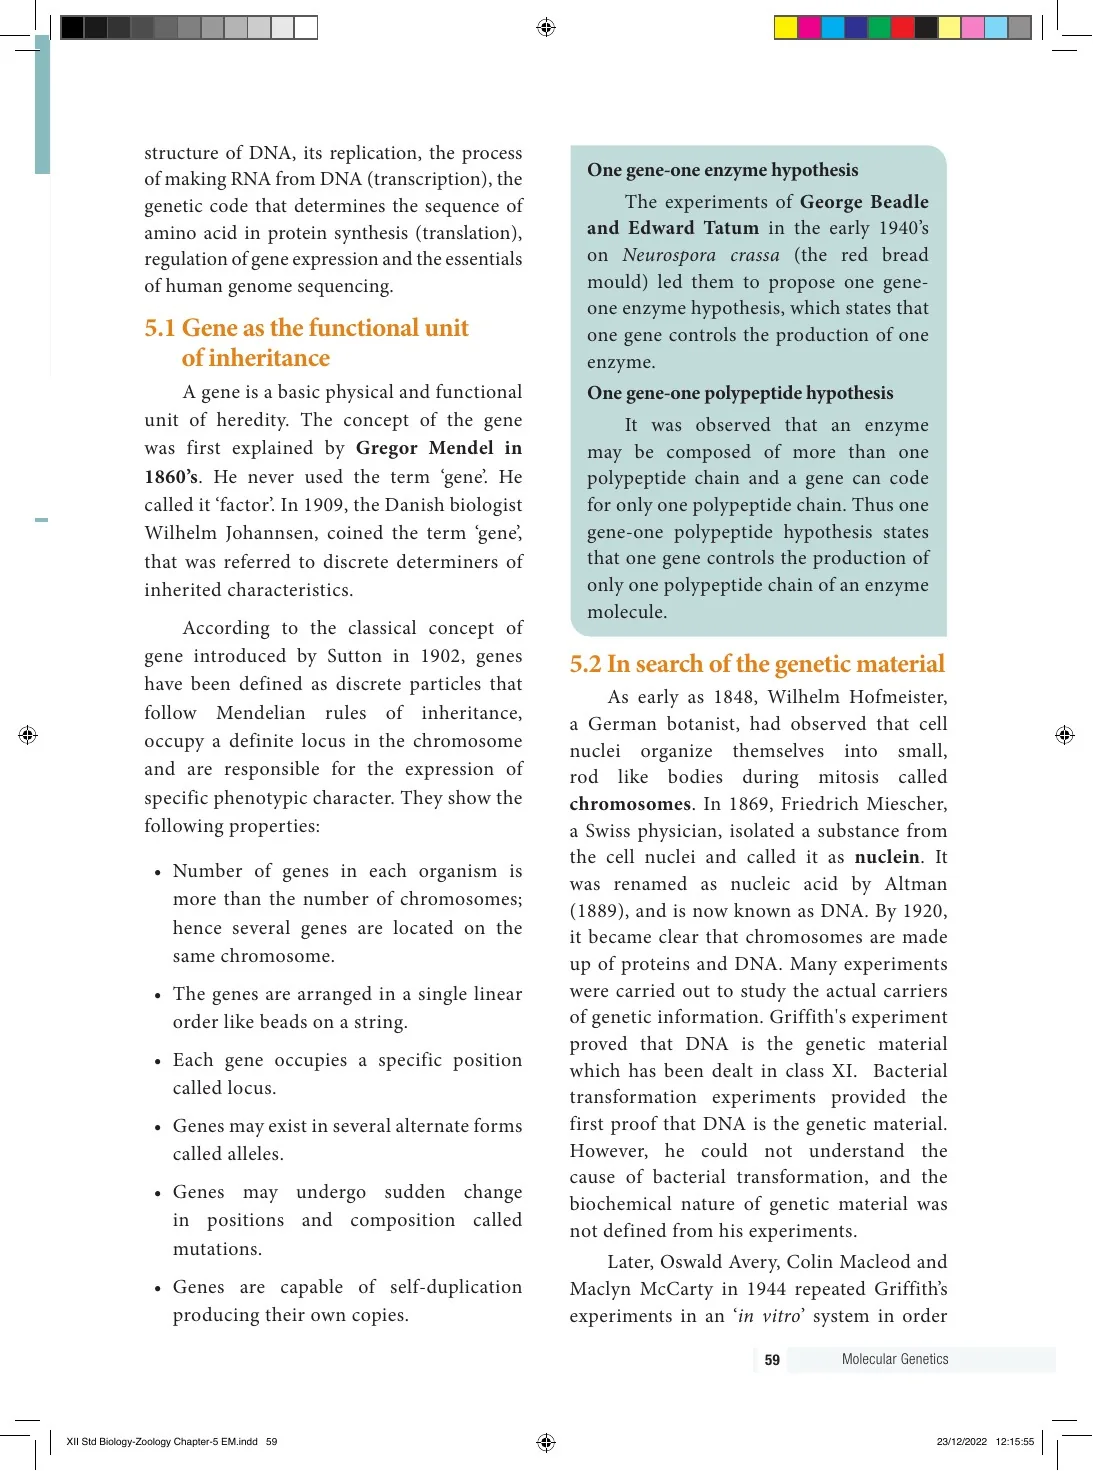 structure of DNA, its replication, the process
of making RNA from DNA (transcription), the
genetic code that determines the sequence of
amino acid in protein synthesis (translation),
regulation of gene expression and the essentials
of human genome sequencing.
5.1 Gene as the functional unit
of inheritance
A gene is a basic physical and functional
unit of heredity. The concept of the gene
was first explained by Gregor Mendel in
1860’s. He never used the term ‘gene’. He
called it ‘factor’. In 1909, the Danish biologist
Wilhelm Johannsen, coined the term ‘gene’,
that was referred to discrete determiners of
inherited characteristics.
According to the classical concept of
gene introduced by Sutton in 1902, genes
have been defined as discrete particles that
follow Mendelian rules of inheritance,
occupy a definite locus in the chromosome
and are responsible for the expression of
specific phenotypic character. They show the
following properties:
• Number of genes in each organism is
more than the number of chromosomes;
hence several genes are located on the
same chromosome.
• The genes are arranged in a single linear
order like beads on a string.
• Each gene occupies a specific position
called locus.
• Genes may exist in several alternate forms
called alleles.
• Genes may undergo sudden change
in positions and composition called
mutations.
• Genes are capable of self-duplication
producing their own copies.
One gene-one enzyme hypothesis
The experiments of George Beadle
and Edward Tatum in the early 1940’s
on Neurospora crassa (the red bread
mould) led them to propose one gene-
one enzyme hypothesis, which states that
one gene controls the production of one
enzyme.
One gene-one polypeptide hypothesis
It was observed that an enzyme
may be composed of more than one
polypeptide chain and a gene can code
for only one polypeptide chain. Thus one
gene-one polypeptide hypothesis states
that one gene controls the production of
only one polypeptide chain of an enzyme
molecule.
5.2 In search of the genetic material
As early as 1848, Wilhelm Hofmeister,
a German botanist, had observed that cell
nuclei organize themselves into small,
rod like bodies during mitosis called
chromosomes. In 1869, Friedrich Miescher,
a Swiss physician, isolated a substance from
the cell nuclei and called it as nuclein. It
was renamed as nucleic acid by Altman
(1889), and is now known as DNA. By 1920,
it became clear that chromosomes are made
up of proteins and DNA. Many experiments
were carried out to study the actual carriers
of genetic information. Griffith's experiment
proved that DNA is the genetic material
which has been dealt in class XI. Bacterial
transformation experiments provided the
first proof that DNA is the genetic material.
However, he could not understand the
cause of bacterial transformation, and the
biochemical nature of genetic material was
not defined from his experiments.
Later, Oswald Avery, Colin Macleod and
Maclyn McCarty in 1944 repeated Griffith’s
experiments in an ‘in vitro’ system in order
59 Molecular Genetics
XII Std Biology-Zoology Chapter-5 EM.indd 59
23/12/2022 12:15:55